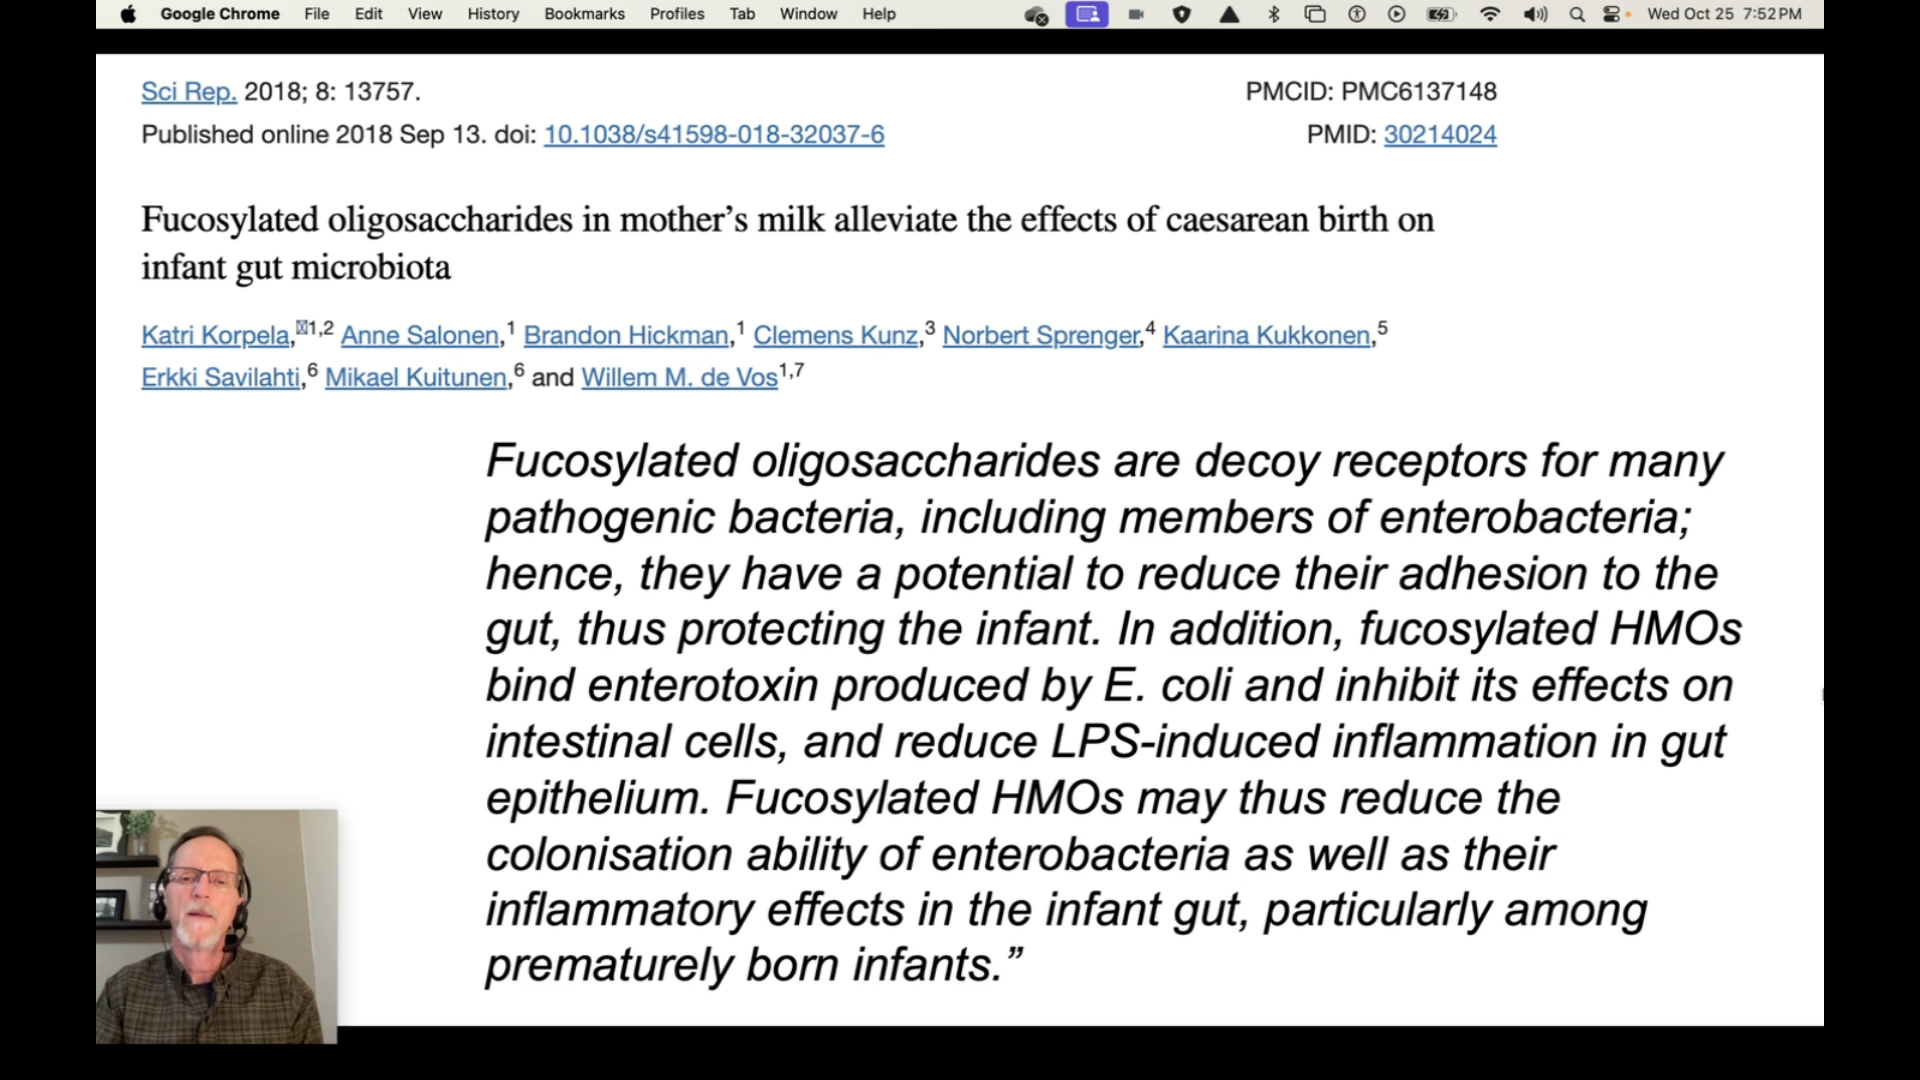 Google Chrome File Edit View History Bookmarks Profiles Tab Window Help Wed Oct 25 7:52 PM
Sci Rep. 2018; 8: 13757. PMCID: PMC6137148
Published online 2018 Sep 13. doi: 10.1038/s41598-018-32037-6 PMID: 30214024
Fucosylated oligosaccharides in mother’s milk alleviate the effects of caesarean birth on
infant gut microbiota
Katri Korpela,1,2 Anne Salonen,1 Brandon Hickman,1 Clemens Kunz,3 Norbert Sprenger,4 Kaarina Kukkonen,5
Erkki Savilahti,6 Mikael Kuitunen,6 and Willem M. de Vos1,7
Fucosylated oligosaccharides are decoy receptors for many
pathogenic bacteria, including members of enterobacteria;
hence, they have a potential to reduce their adhesion to the
gut, thus protecting the infant. In addition, fucosylated HMOs
bind enterotoxin produced by E. coli and inhibit its effects on
intestinal cells, and reduce LPS-induced inflammation in gut
epithelium. Fucosylated HMOs may thus reduce the
colonisation ability of enterobacteria as well as their
inflammatory effects in the infant gut, particularly among
prematurely born infants.”